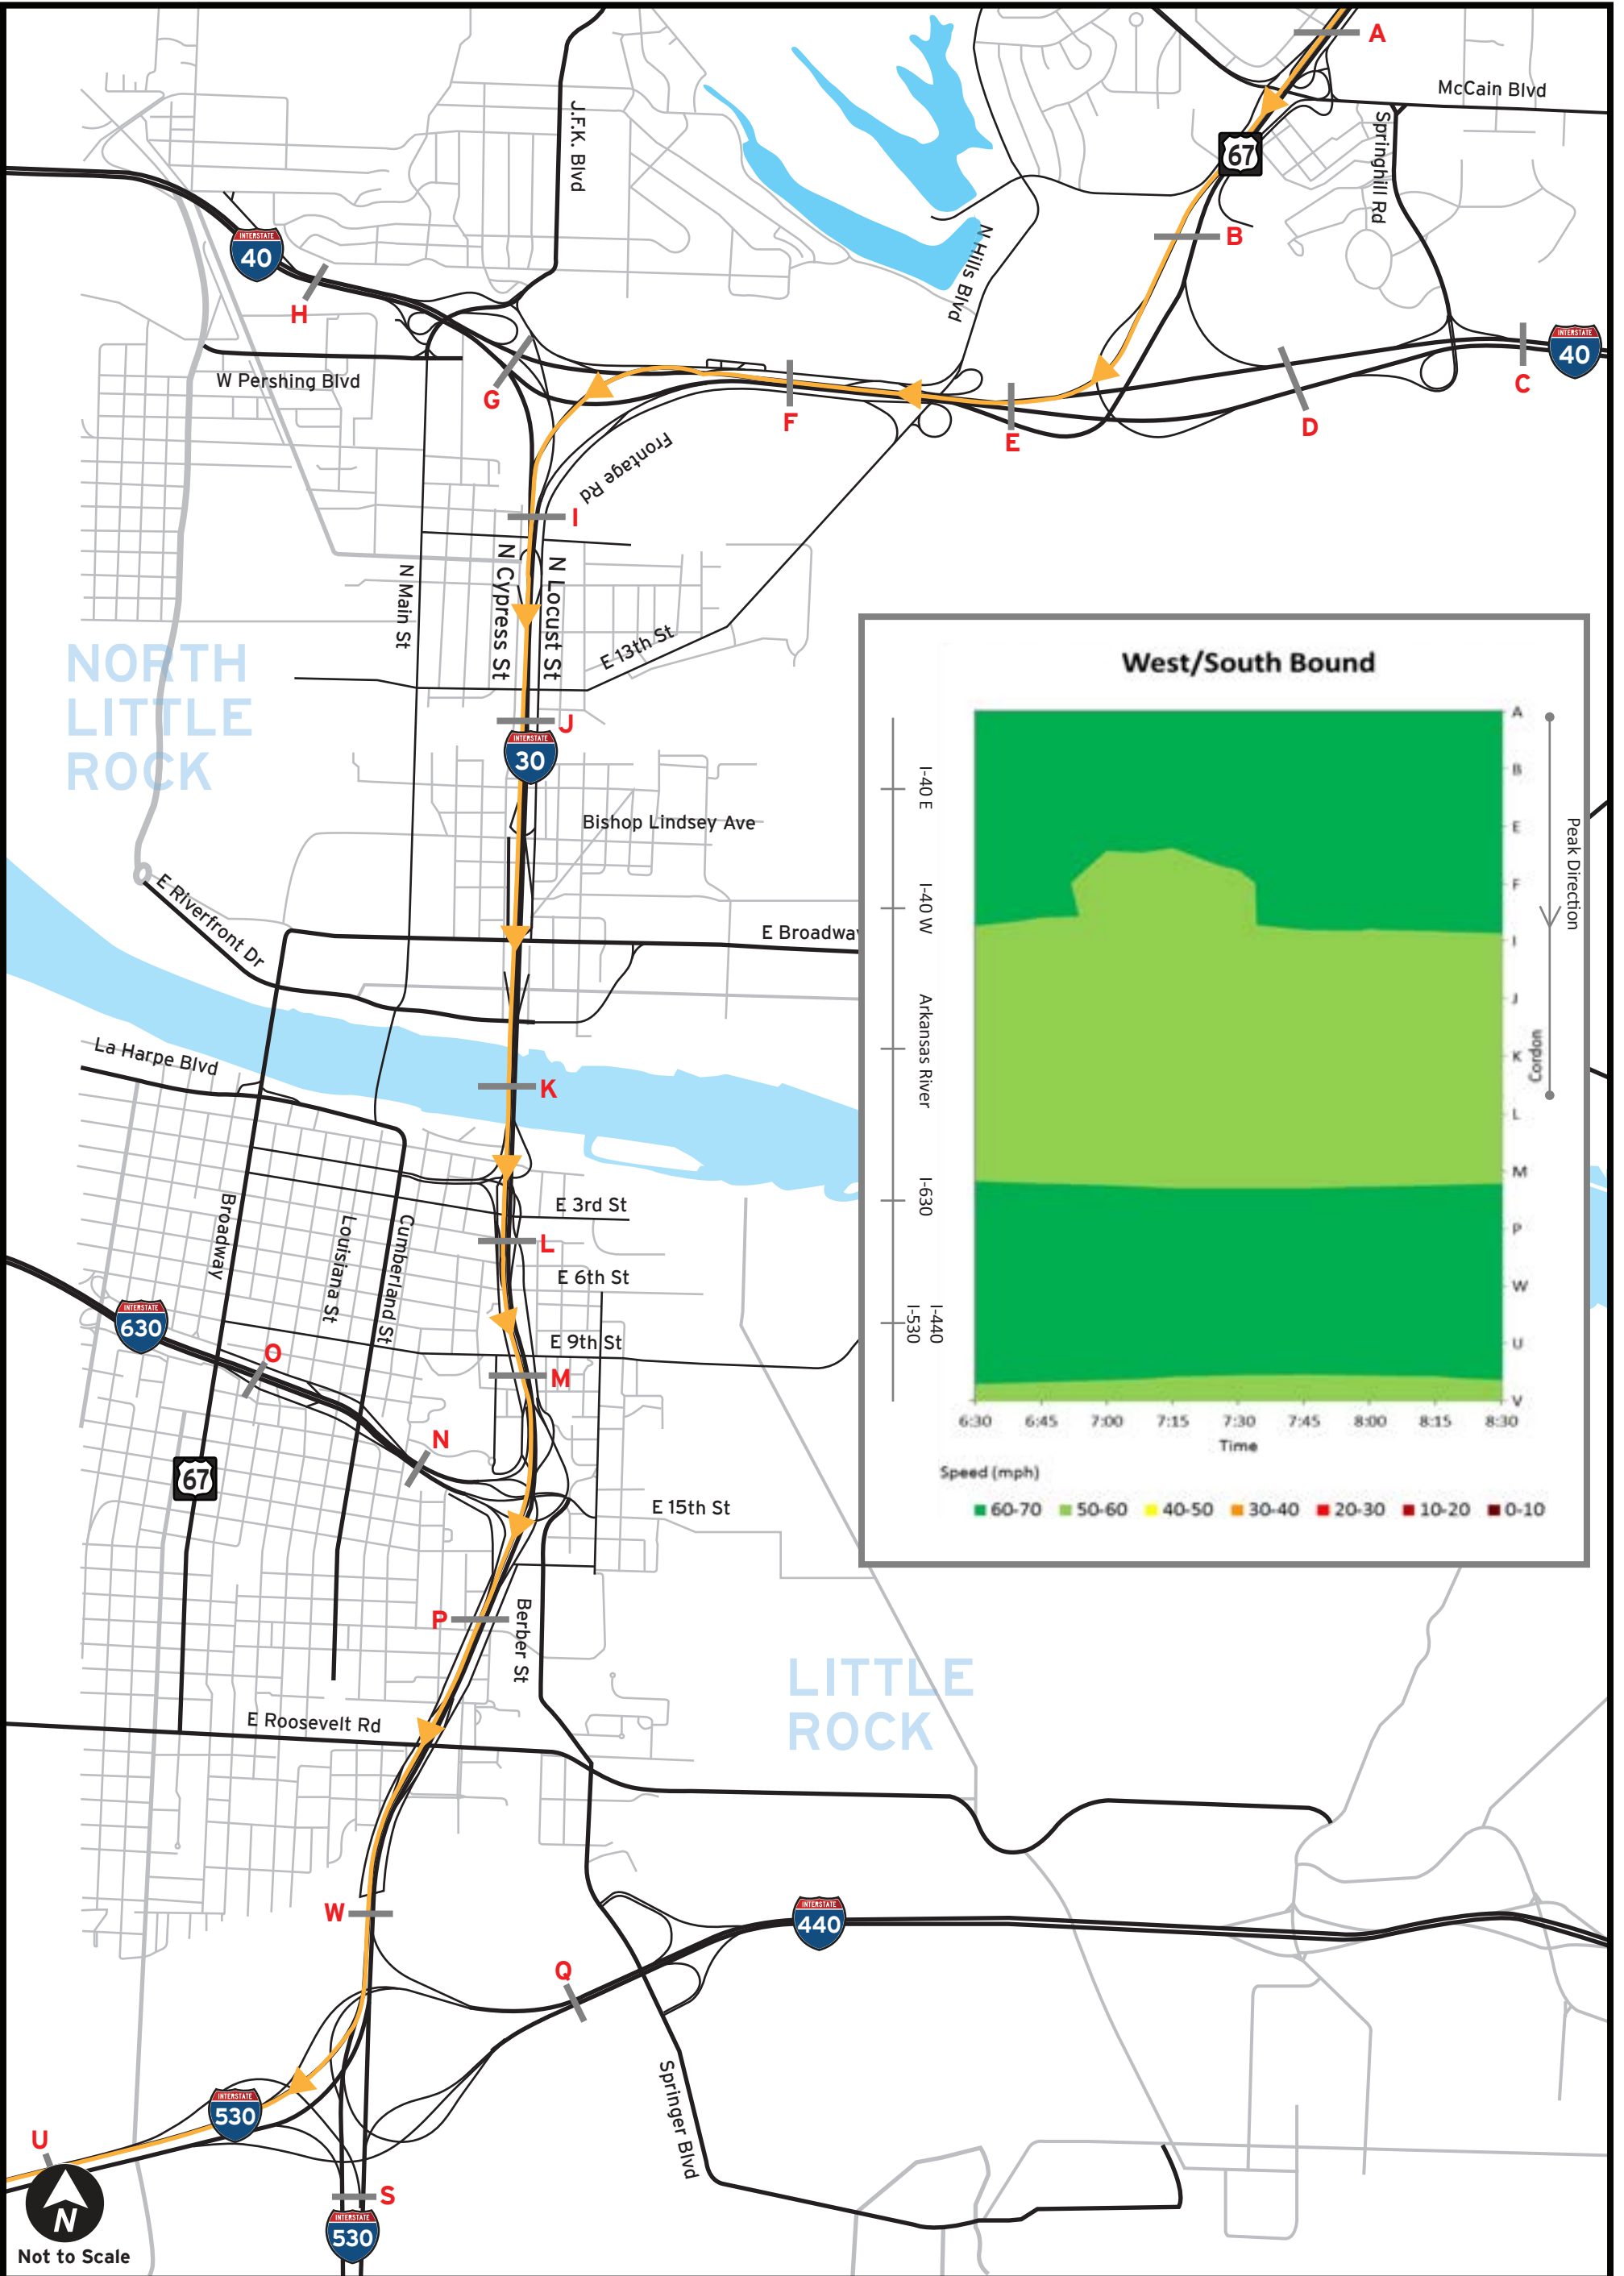 A
McCain Blvd
J.F.K. Blvd
Springhill Rd
67
B
N Hills Blvd
INTERSTATE
40
H
INTERSTATE
40
C
W Pershing Blvd
G
F
E
D
Frontage Rd
I
N Main St
N Cypress St
N Locust St
E 13th St
NORTH
LITTLE
ROCK
J
INTERSTATE
30
Bishop Lindsey Ave
E Riverfront Dr
E Broadway
La Harpe Blvd
K
Broadway
Louisiana St
Cumberland St
E 3rd St
L
E 6th St
INTERSTATE
630
E 9th St
O
M
N
67
E 15th St
P
Berber St
LITTLE
ROCK
E Roosevelt Rd
W
INTERSTATE
440
Q
Springer Blvd
INTERSTATE
530
U
S
INTERSTATE
530
N
Not to Scale
West/South Bound
I-40 E
I-40 W
Arkansas River
I-630
I-440
I-530
A
B
E
F
I
J
K
L
M
P
W
U
V
Cordon
Peak Direction
6:30 6:45 7:00 7:15 7:30 7:45 8:00 8:15 8:30
Time
Speed (mph)
60-70 50-60 40-50 30-40 20-30 10-20 0-10